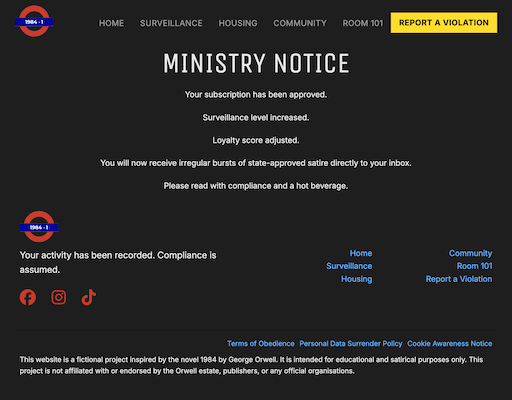 1984 - 1
HOME
SURVEILLANCE
HOUSING
COMMUNITY
ROOM 101
REPORT A VIOLATION
MINISTRY NOTICE
Your subscription has been approved.
Surveillance level increased.
Loyalty score adjusted.
You will now receive irregular bursts of state-approved satire directly to your inbox.
Please read with compliance and a hot beverage.
1984 - 1
Your activity has been recorded. Compliance is
assumed.
Home
Surveillance
Housing
Community
Room 101
Report a Violation
Terms of Obedience Personal Data Surrender Policy Cookie Awareness Notice
This website is a fictional project inspired by the novel 1984 by George Orwell. It is intended for educational and satirical purposes only. This
project is not affiliated with or endorsed by the Orwell estate, publishers, or any official organisations.